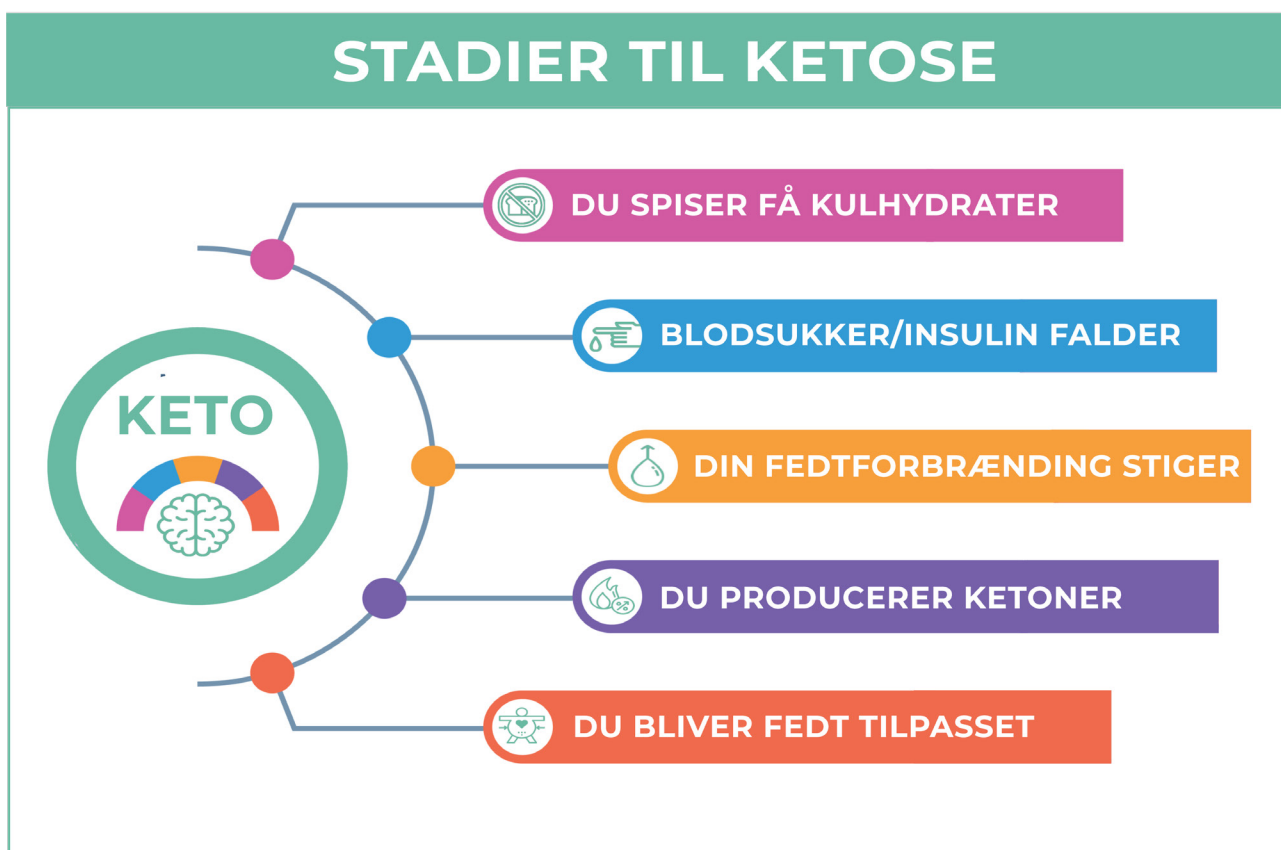 STADIER TIL KETOSE
DU SPISER FÅ KULHYDRATER
BLODSUKKER/INSULIN FALDER
KETO
DIN FEDTFORBRÆNDING STIGER
DU PRODUCERER KETONER
DU BLIVER FEDT TILPASSET